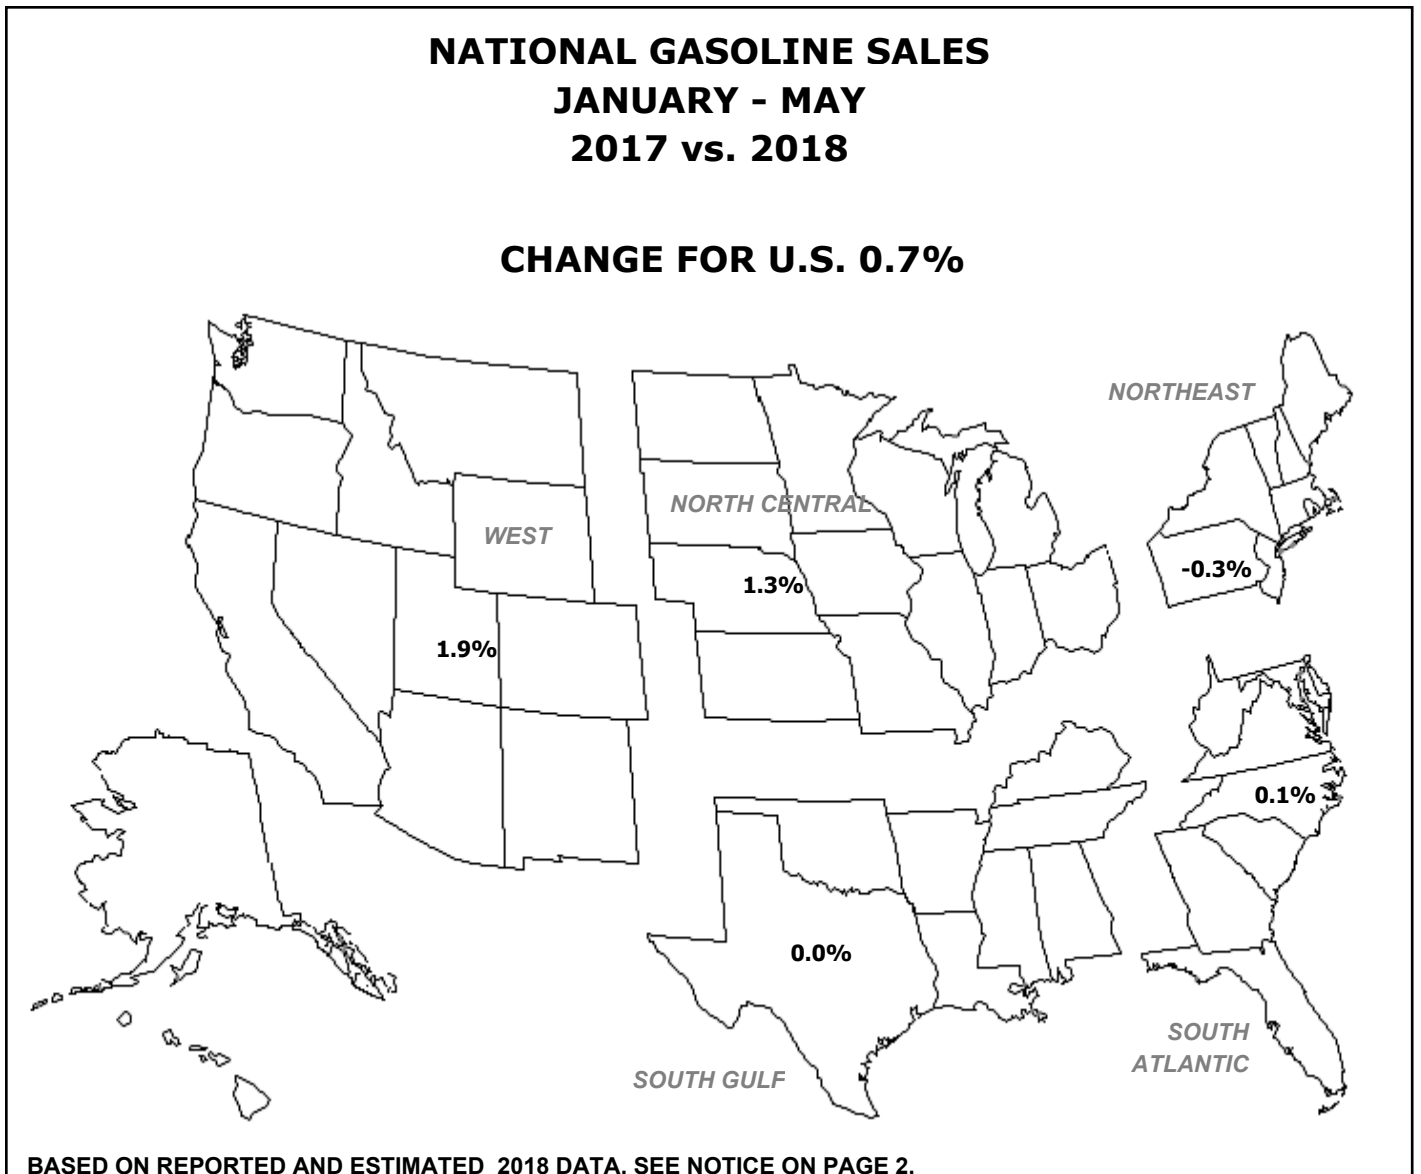 NATIONAL GASOLINE SALES
JANUARY - MAY
2017 vs. 2018
CHANGE FOR U.S. 0.7%
NORTHEAST
NORTH CENTRAL
WEST
-0.3%
1.3%
1.9%
0.1%
0.0%
SOUTH
ATLANTIC
SOUTH GULF
BASED ON REPORTED AND ESTIMATED 2018 DATA. SEE NOTICE ON PAGE 2.